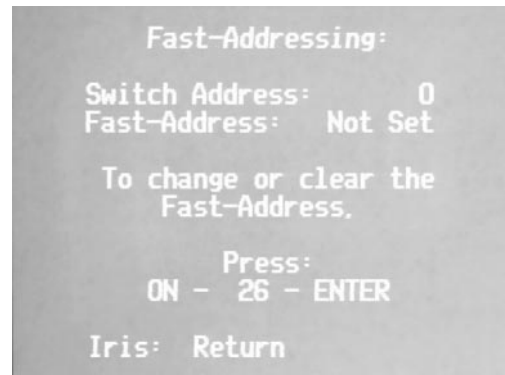 Fast-Addressing:
Switch Address: 0
Fast-Address: Not Set
To change or clear the
Fast-Address,
Press:
ON - 26 - ENTER
Iris: Return